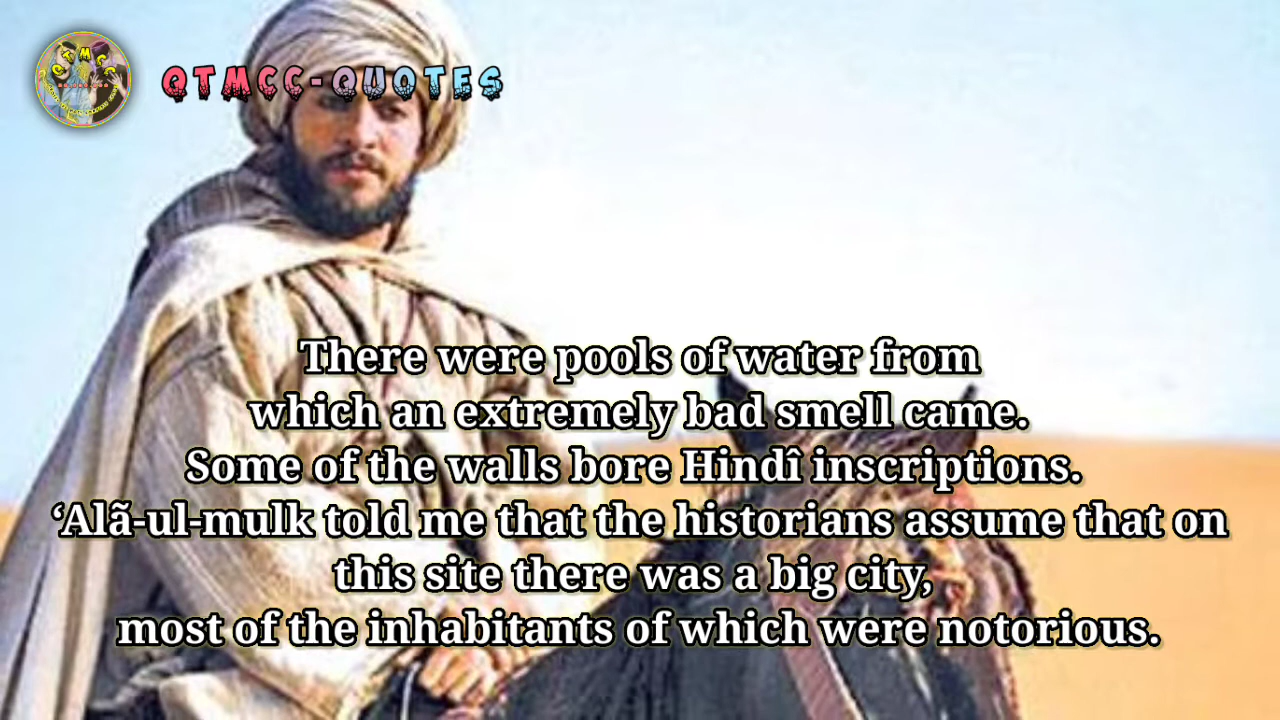 QTMCC-QUOTES
There were pools of water from
which an extremely bad smell came.
Some of the walls bore Hindî inscriptions.
‘Alã-ul-mulk told me that the historians assume that on
this site there was a big city,
most of the inhabitants of which were notorious.